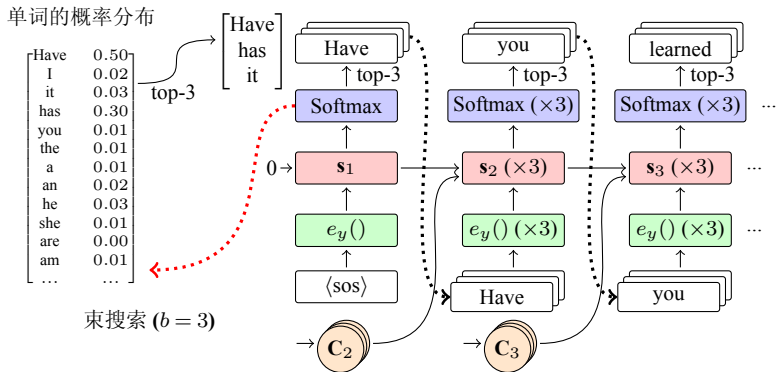 单词的概率分布
Have 0.50
I 0.02
it 0.03
has 0.30
you 0.01
the 0.01
a 0.01
an 0.02
he 0.03
she 0.01
are 0.00
am 0.01
… …
top-3
Have
has
it
Have you learned
top-3 top-3 top-3
Softmax Softmax (×3) Softmax (×3) ...
0 s₁ s₂ (×3) s₃ (×3) ...
e_y() e_y() (×3) e_y() (×3) ...
⟨sos⟩ Have you
束搜索 (b = 3)
C₂ C₃